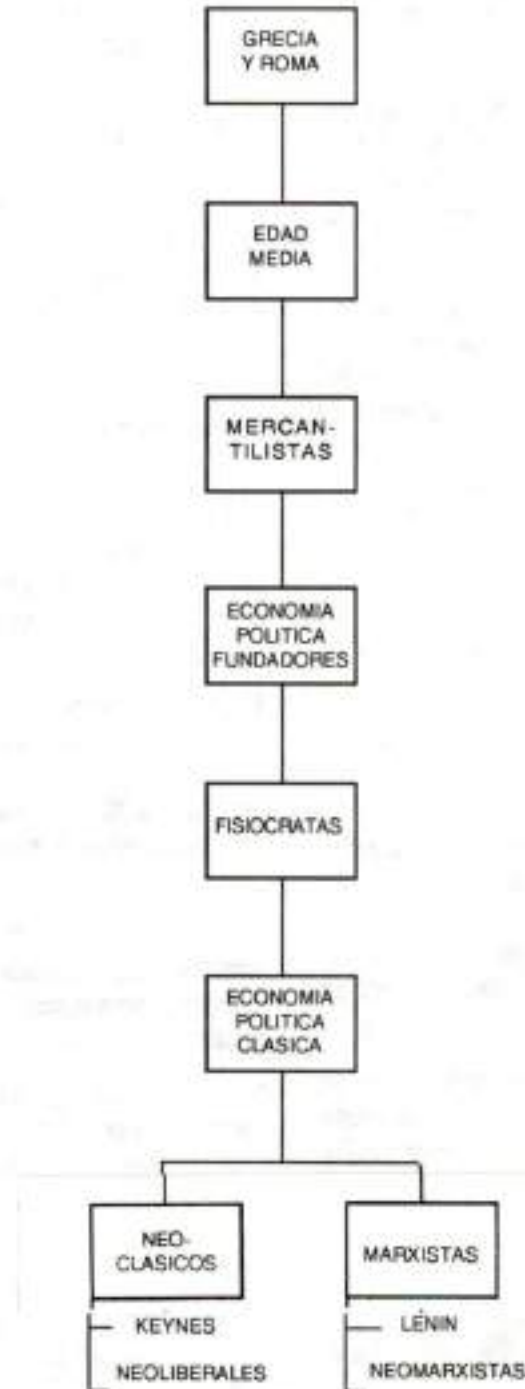 GRECIA
Y ROMA
EDAD
MEDIA
MERCAN-
TILISTAS
ECONOMIA
POLITICA
FUNDADORES
FISIOCRATAS
ECONOMIA
POLITICA
CLASICA
NEO-
CLASICOS
MARXISTAS
KEYNES
LENIN
NEOLIBERALES
NEOMARXISTAS